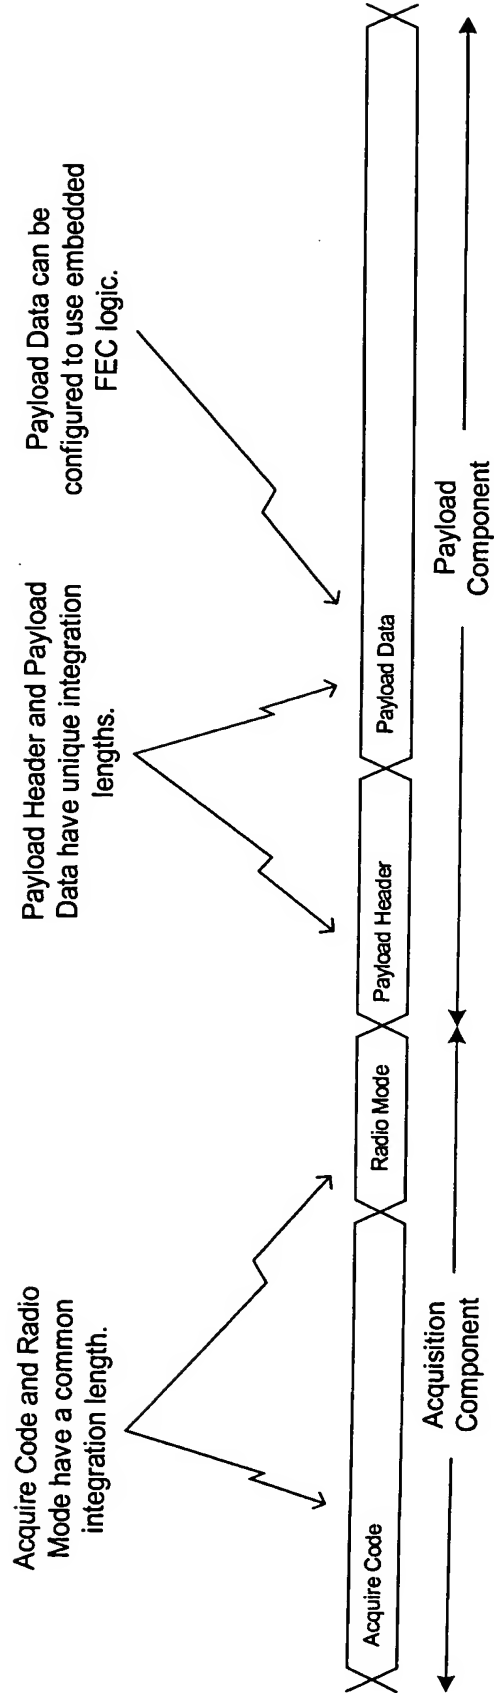 Acquire Code and Radio
Mode have a common
integration length.
Payload Header and Payload
Data have unique integration
lengths.
Payload Data can be
configured to use embedded
FEC logic.
Acquire Code
Radio Mode
Payload Header
Payload Data
Acquisition
Component
Payload
Component